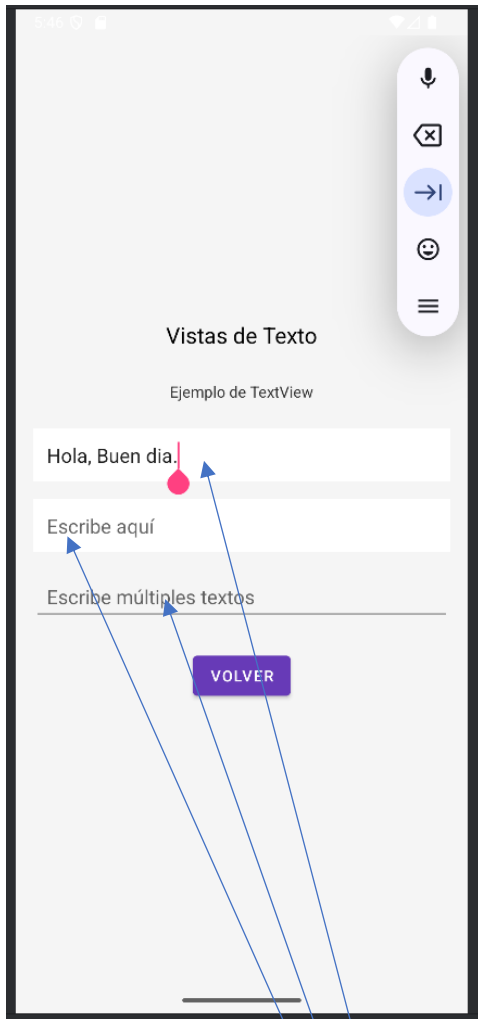 5:46
Vistas de Texto
Ejemplo de TextView
Hola, Buen dia.
Escribe aquí
Escribe múltiples textos
VOLVER